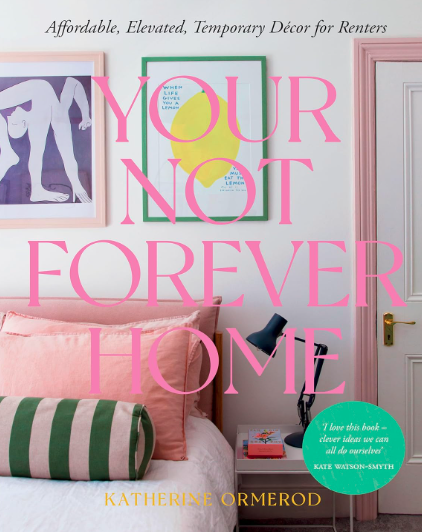 Affordable, Elevated, Temporary Décor for Renters
WHEN
LIFE
GIVES
YOU A
LEMON
YOUR
NOT
FOREVER
HOME
'I love this book –
clever ideas we can
all do ourselves'
KATE WATSON-SMYTH
KATHERINE ORMEROD